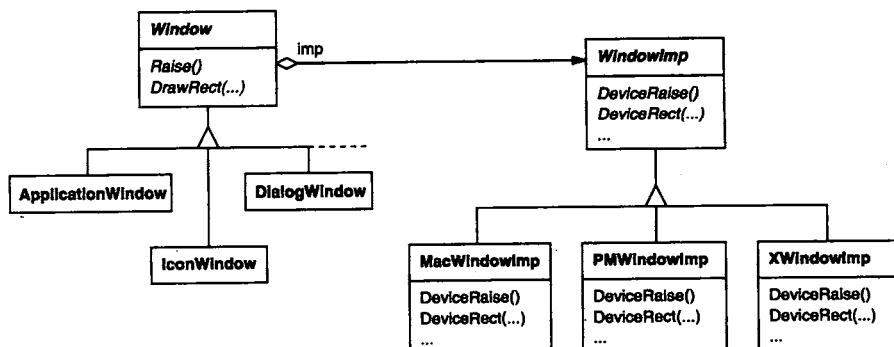 Window
Raise()
DrawRect(...)
imp
WindowImp
DeviceRaise()
DeviceRect(...)
...
ApplicationWindow
DialogWindow
IconWindow
MacWindowImp
DeviceRaise()
DeviceRect(...)
...
PMWindowImp
DeviceRaise()
DeviceRect(...)
...
XWindowImp
DeviceRaise()
DeviceRect(...)
...